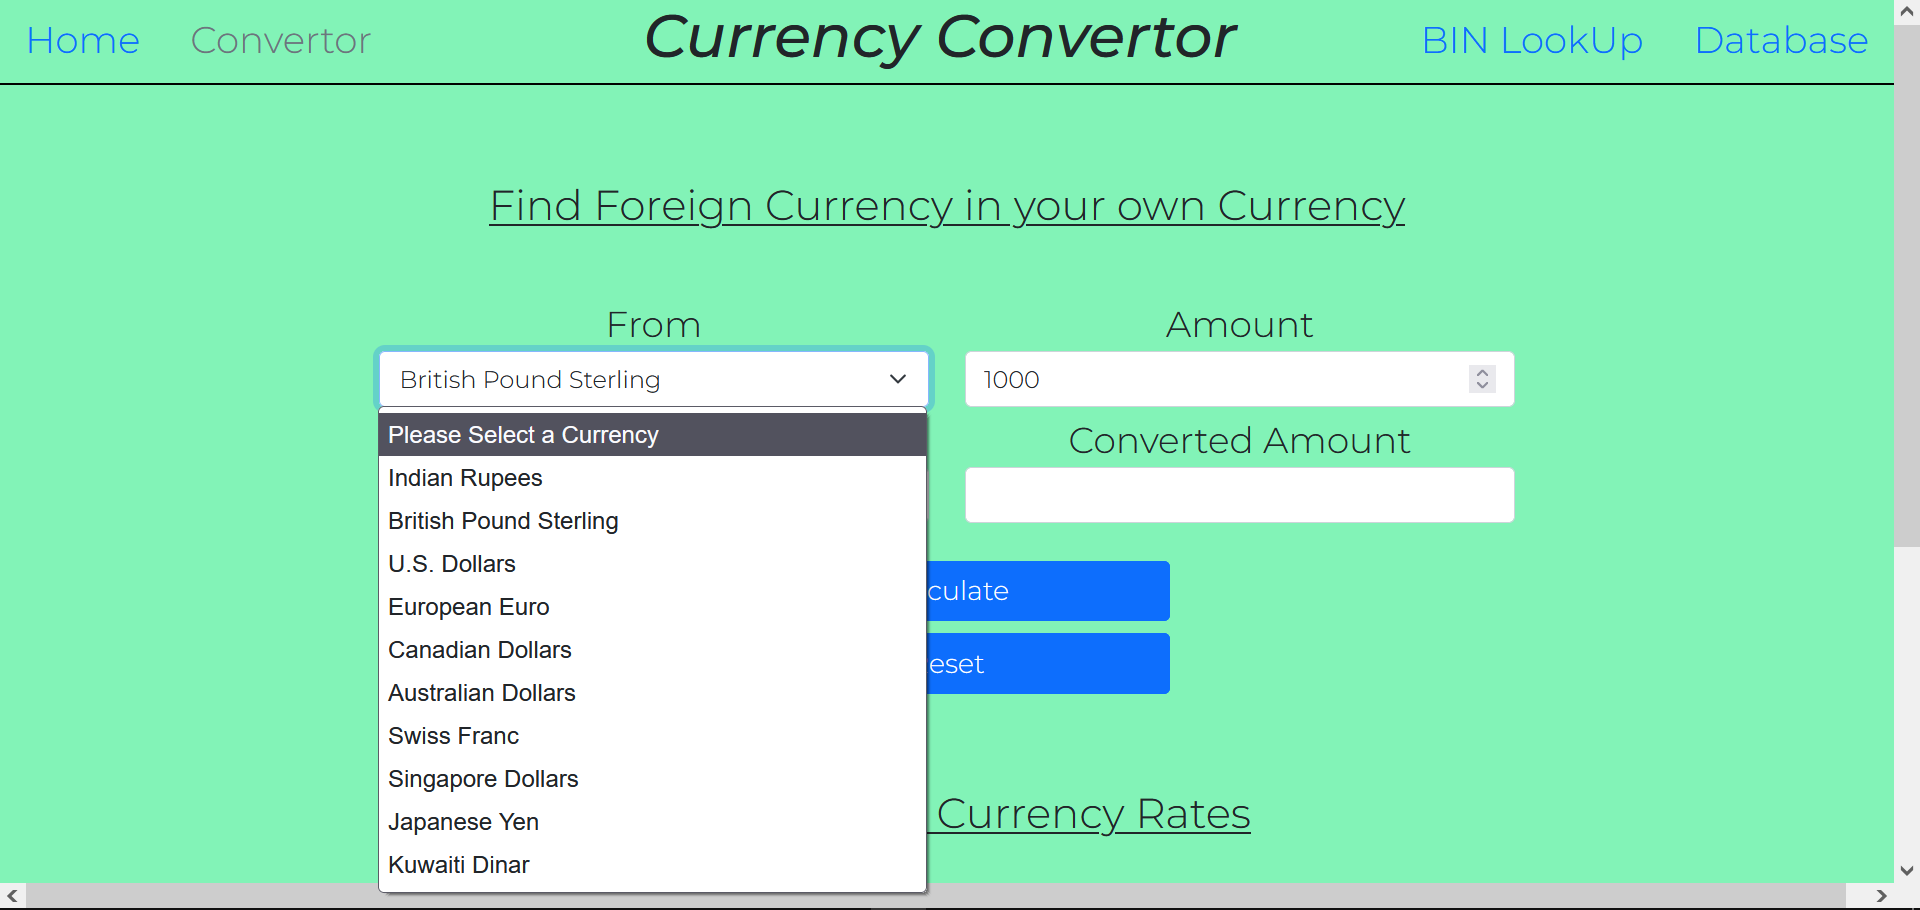 Home
Convertor
Currency Convertor
BIN LookUp
Database
Find Foreign Currency in your own Currency
From
Amount
British Pound Sterling
1000
Please Select a Currency
Indian Rupees
British Pound Sterling
U.S. Dollars
European Euro
Canadian Dollars
Australian Dollars
Swiss Franc
Singapore Dollars
Japanese Yen
Kuwaiti Dinar
Converted Amount
culate
eset
Currency Rates